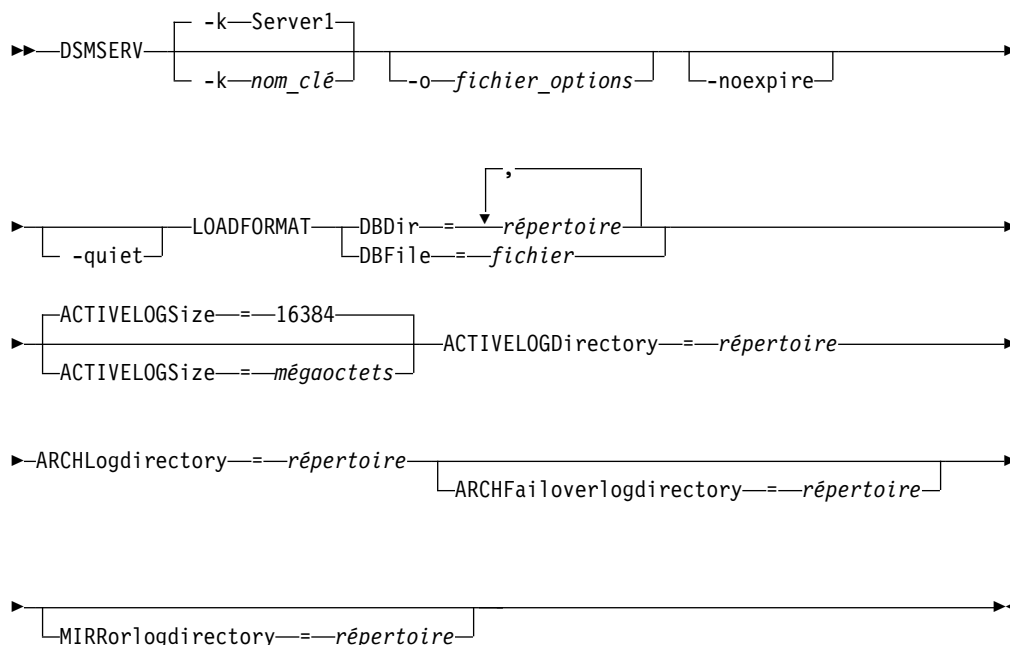 -k Server1
DSMSERV
-k nom_clé
-o fichier_options
-noexpire
,
LOADFORMAT DBDir = répertoire
-quiet
DBFile = fichier
ACTIVELOGSize = 16384
ACTIVELOGDirectory = répertoire
ACTIVELOGSize = mégaoctets
ARCHLogdirectory = répertoire
ARCHFailoverlogdirectory = répertoire
MIRRorlogdirectory = répertoire